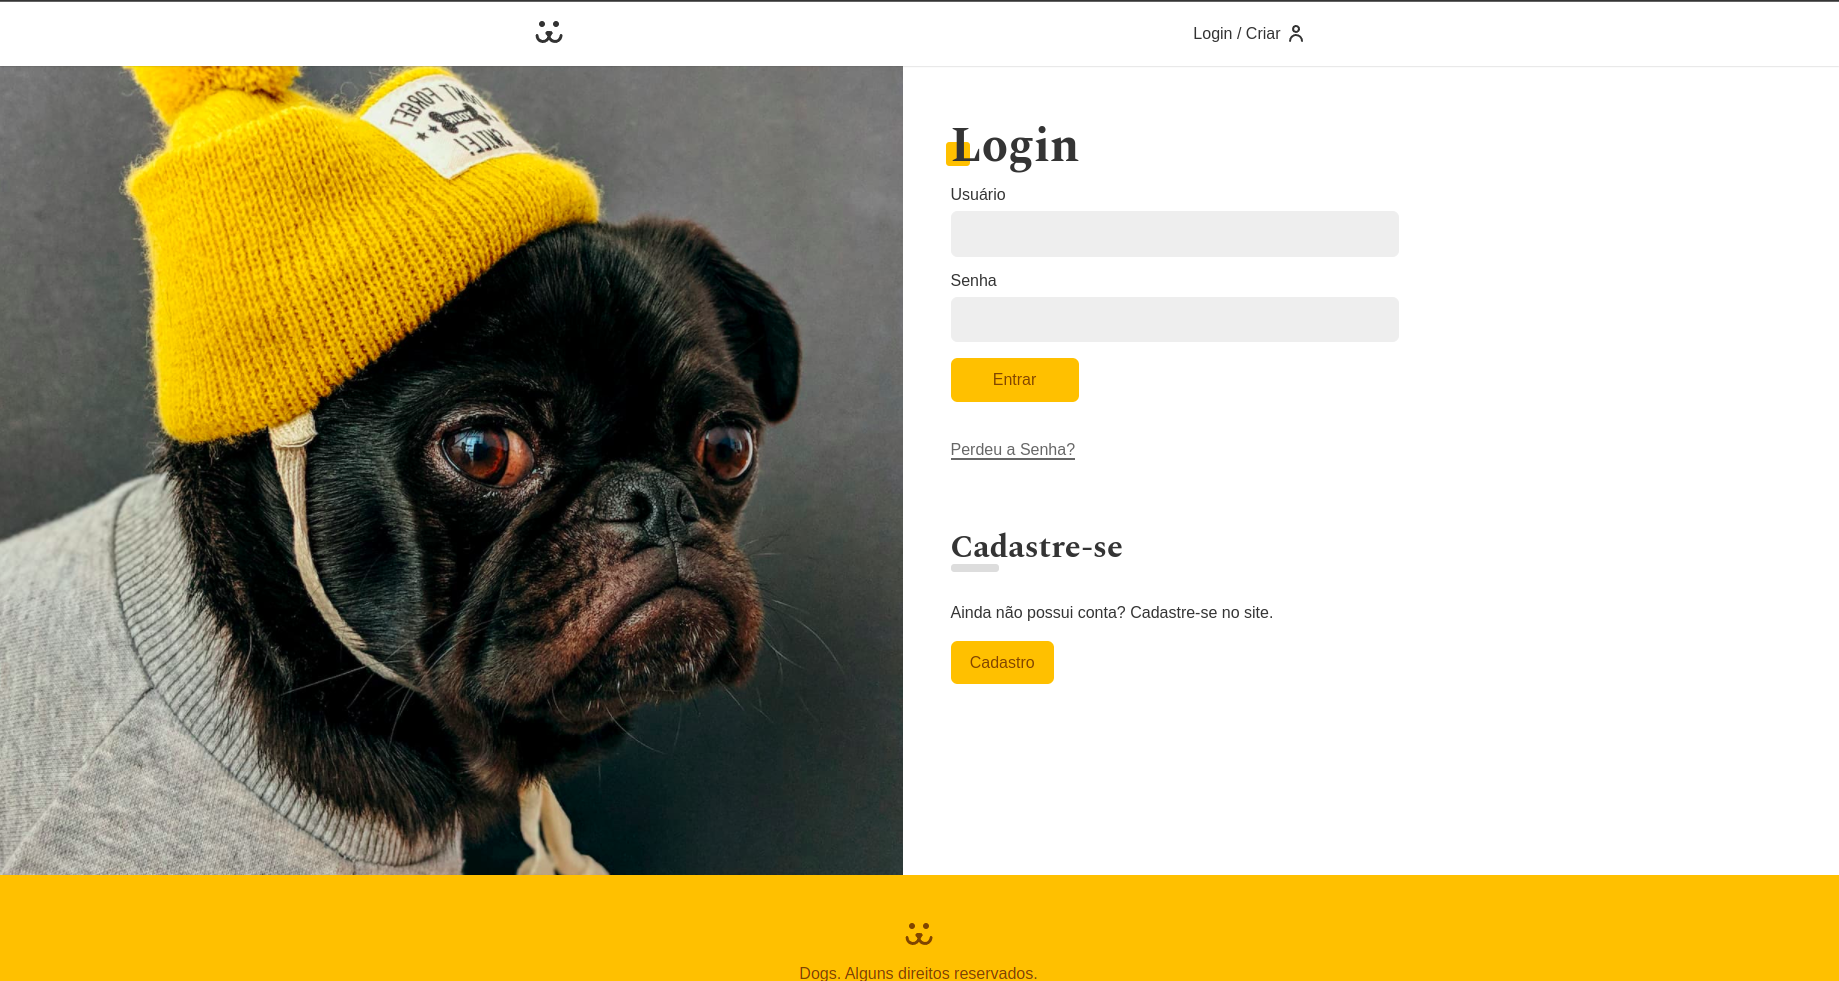 Login / Criar
DON'T FORGET
YOUR
SMILE!
Login
Usuário
Senha
Entrar
Perdeu a Senha?
Cadastre-se
Ainda não possui conta? Cadastre-se no site.
Cadastro
Dogs. Alguns direitos reservados.